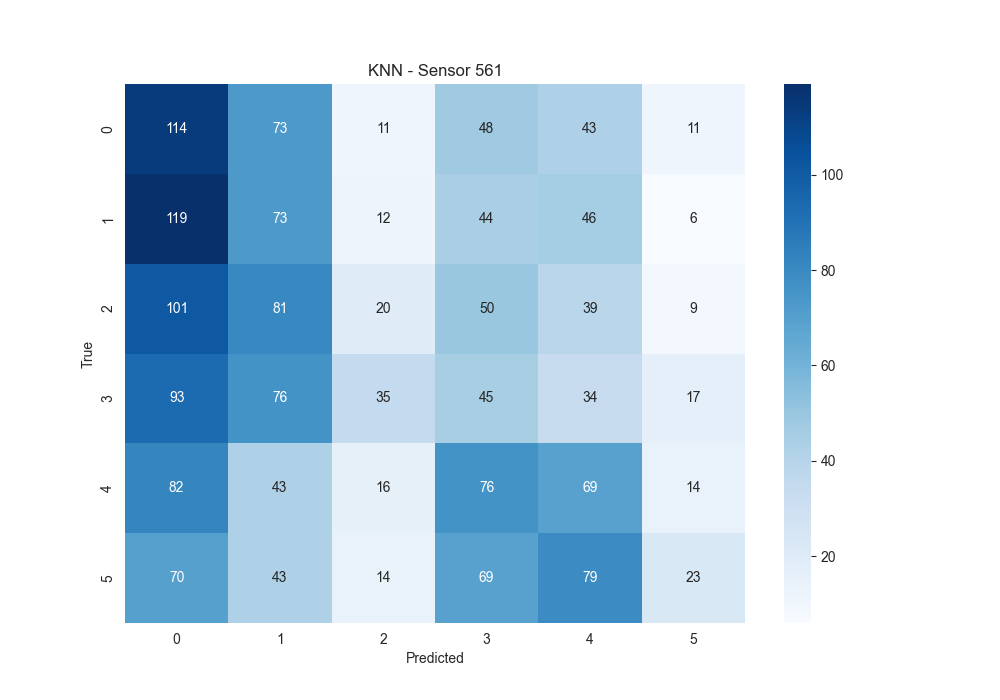 KNN - Sensor 561
0 114 73 11 48 43 11
1 119 73 12 44 46 6
2 101 81 20 50 39 9
3 93 76 35 45 34 17
4 82 43 16 76 69 14
5 70 43 14 69 79 23
0 1 2 3 4 5
True
Predicted
100
80
60
40
20